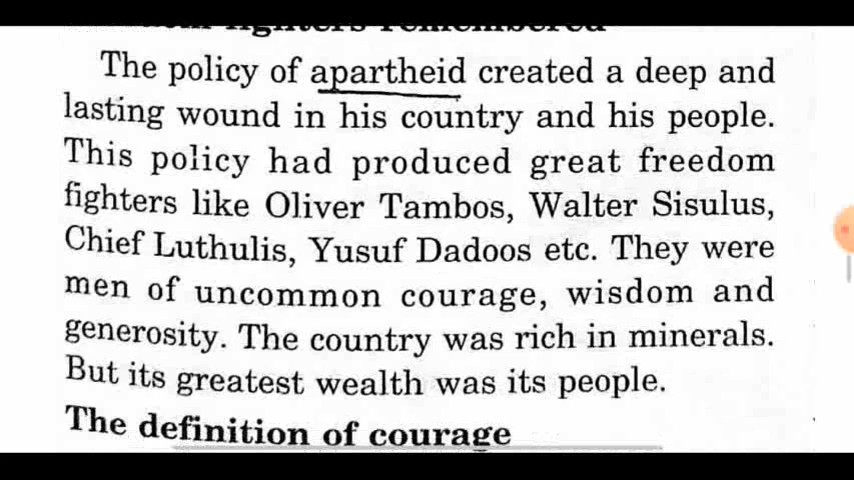 fighters remembered
The policy of apartheid created a deep and
lasting wound in his country and his people.
This policy had produced great freedom
fighters like Oliver Tambos, Walter Sisulus,
Chief Luthulis, Yusuf Dadoos etc. They were
men of uncommon courage, wisdom and
generosity. The country was rich in minerals.
But its greatest wealth was its people.
The definition of courage